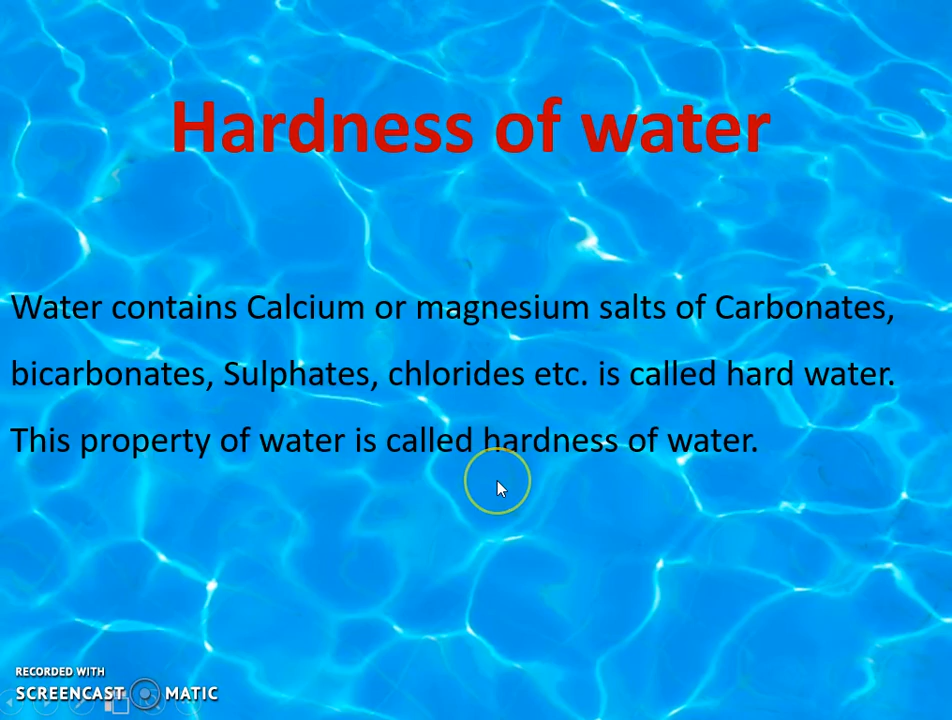 Hardness of water
Water contains Calcium or magnesium salts of Carbonates,
bicarbonates, Sulphates, chlorides etc. is called hard water.
This property of water is called hardness of water.
RECORDED WITH
SCREENCAST MATIC